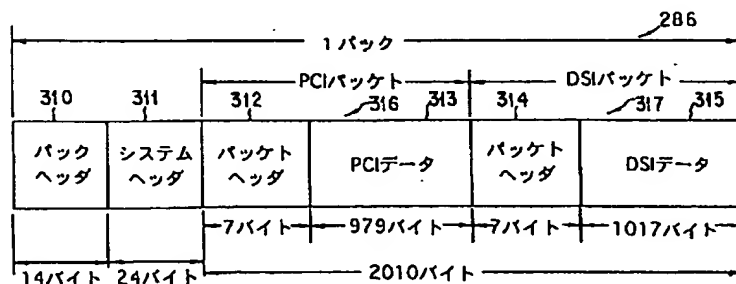 286
1パック
PCIパケット
DSIパケット
310
311
312
316
313
314
317
315
パック
ヘッダ
システム
ヘッダ
パッケト
ヘッダ
PCIデータ
パッケト
ヘッダ
DSIデータ
7バイト
979バイト
7バイト
1017バイト
14バイト
24バイト
2010バイト